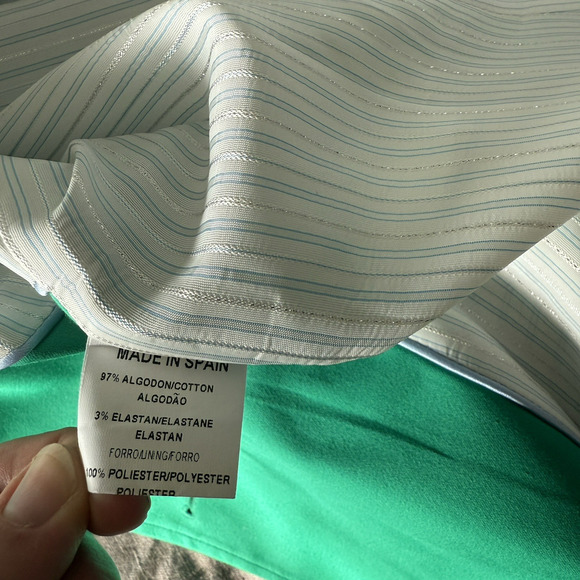 MADE IN SPAIN
97% ALGODON/COTTON
ALGODÃO
3% ELASTAN/ELASTANE
ELASTAN
FORRO/LINING/FORRO
100% POLIESTER/POLYESTER
POLIESTER